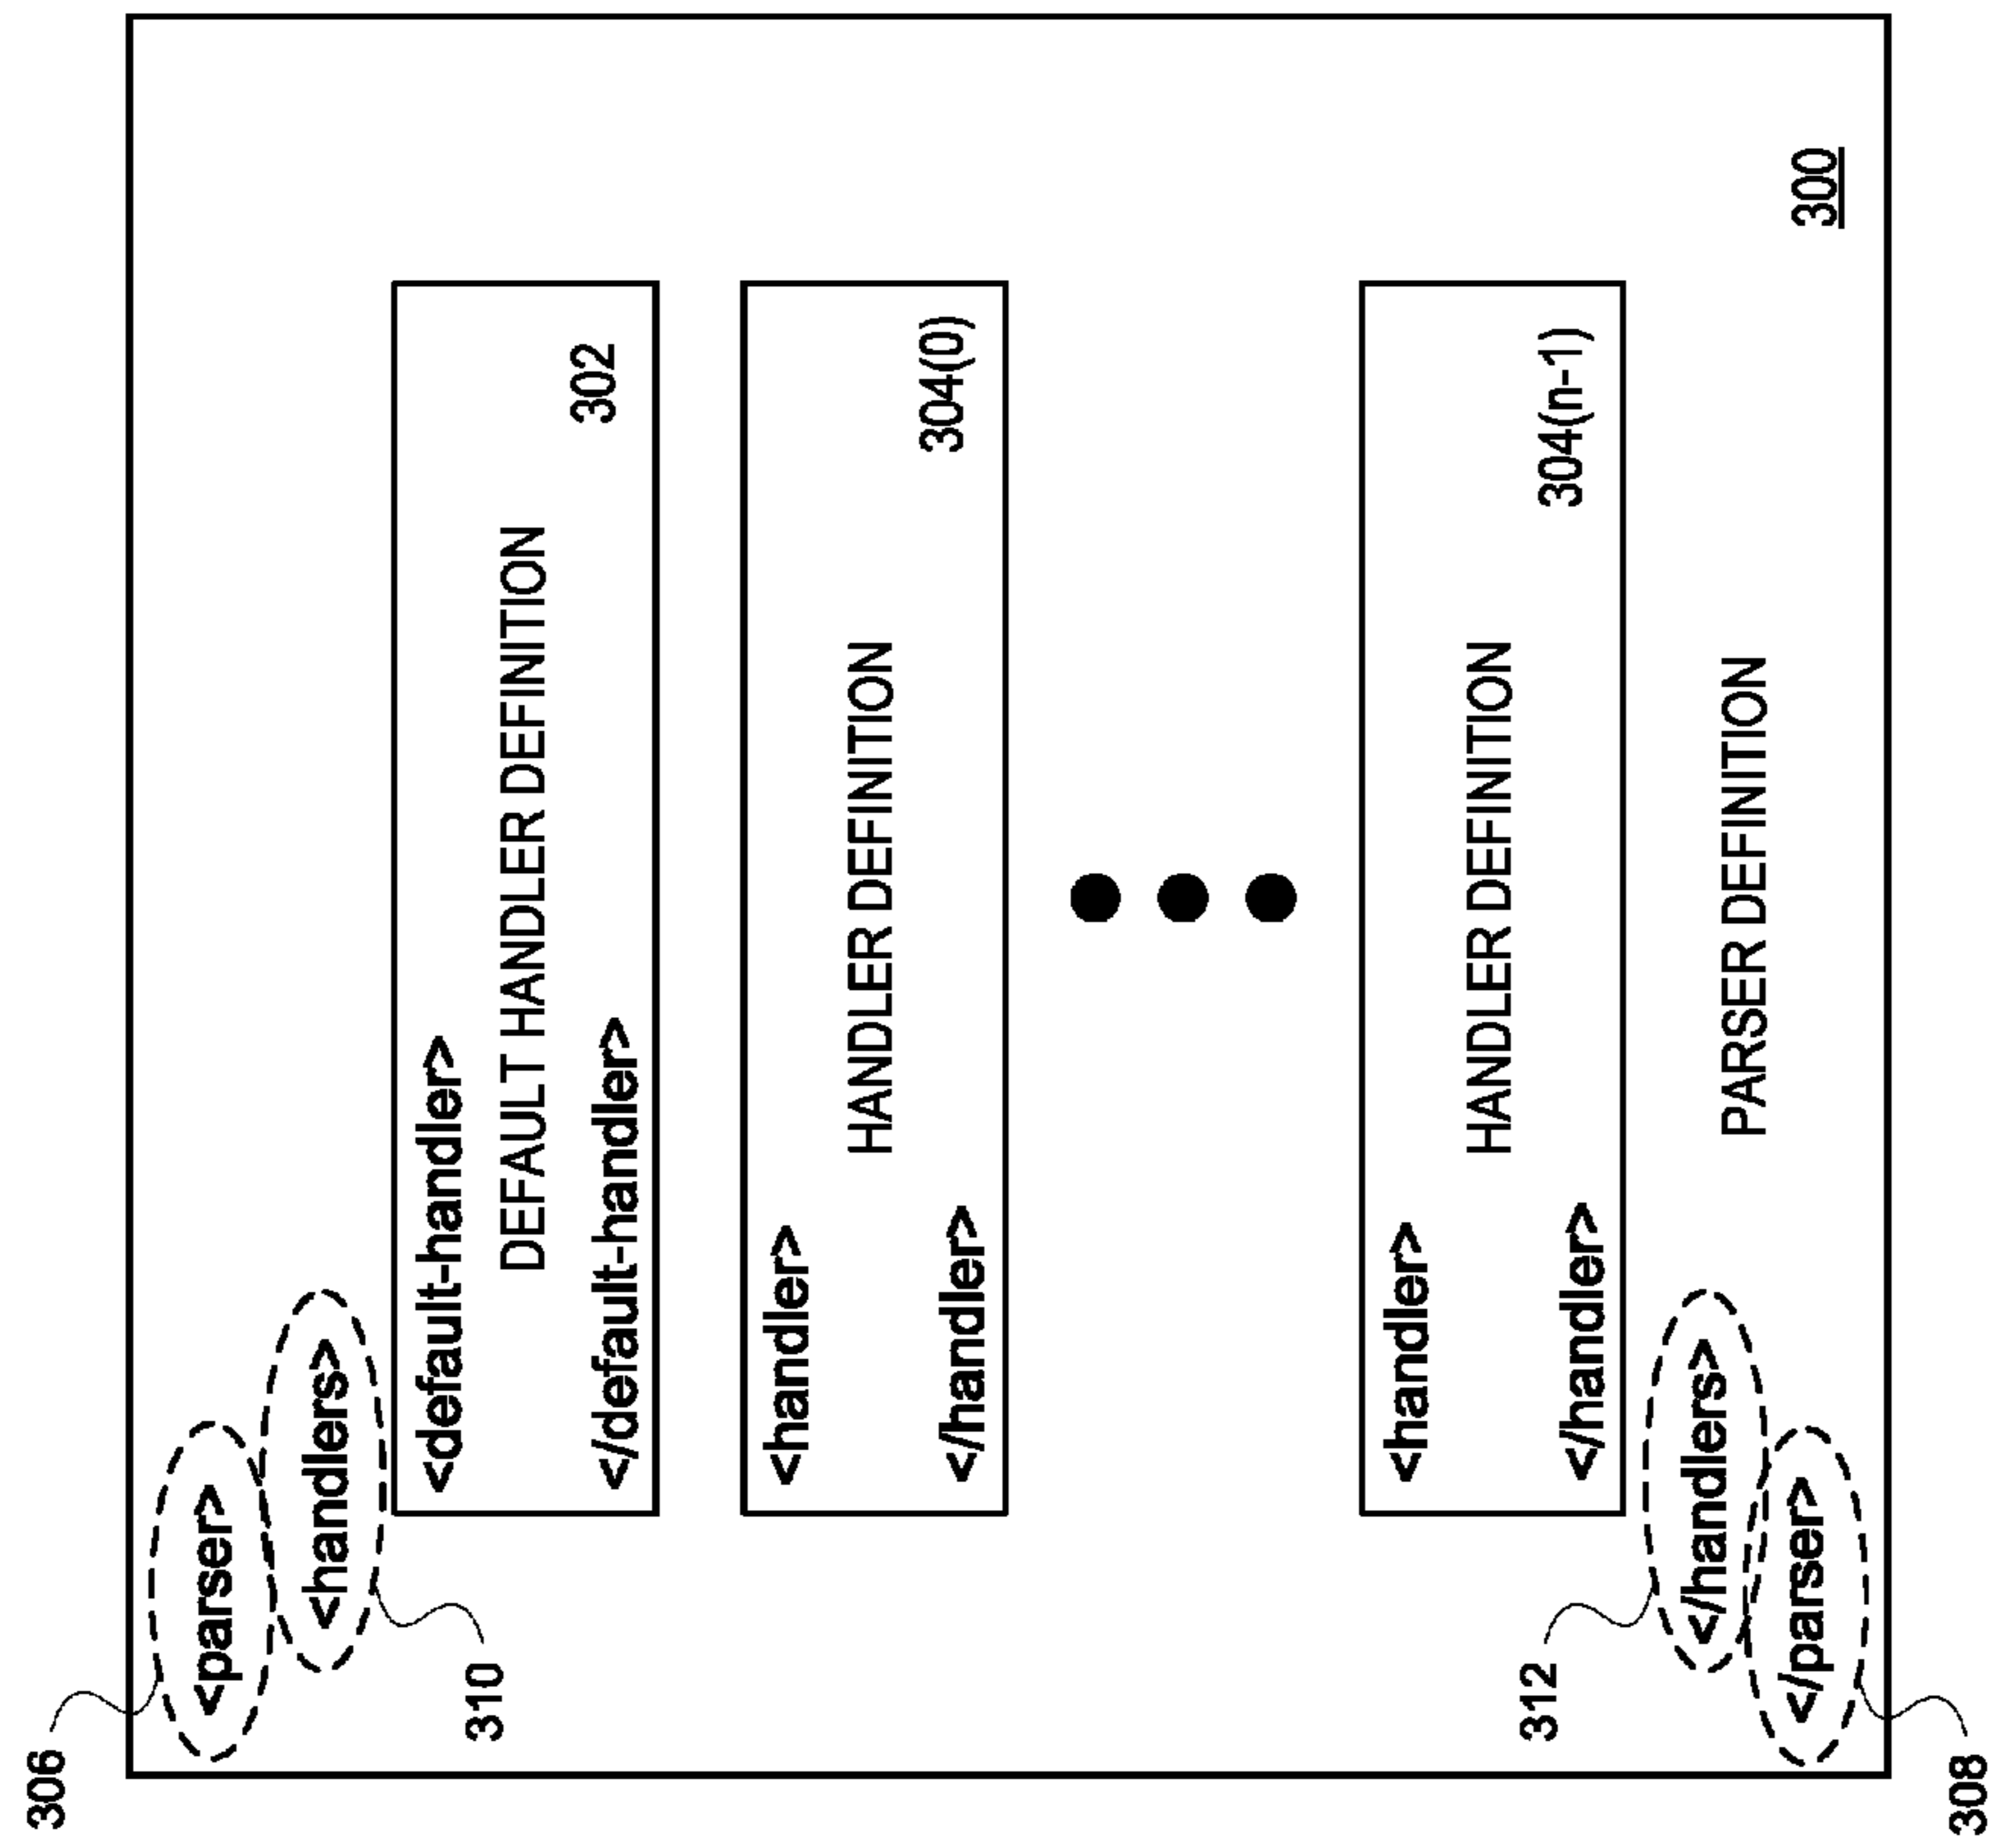 306
<parser>
<handlers>
310
<default-handler>
DEFAULT HANDLER DEFINITION
302
</default-handler>
<handler>
HANDLER DEFINITION
304(0)
</handler>
<handler>
HANDLER DEFINITION
304(n-1)
</handler>
312
</handlers>
PARSER DEFINITION
</parser>
300
308